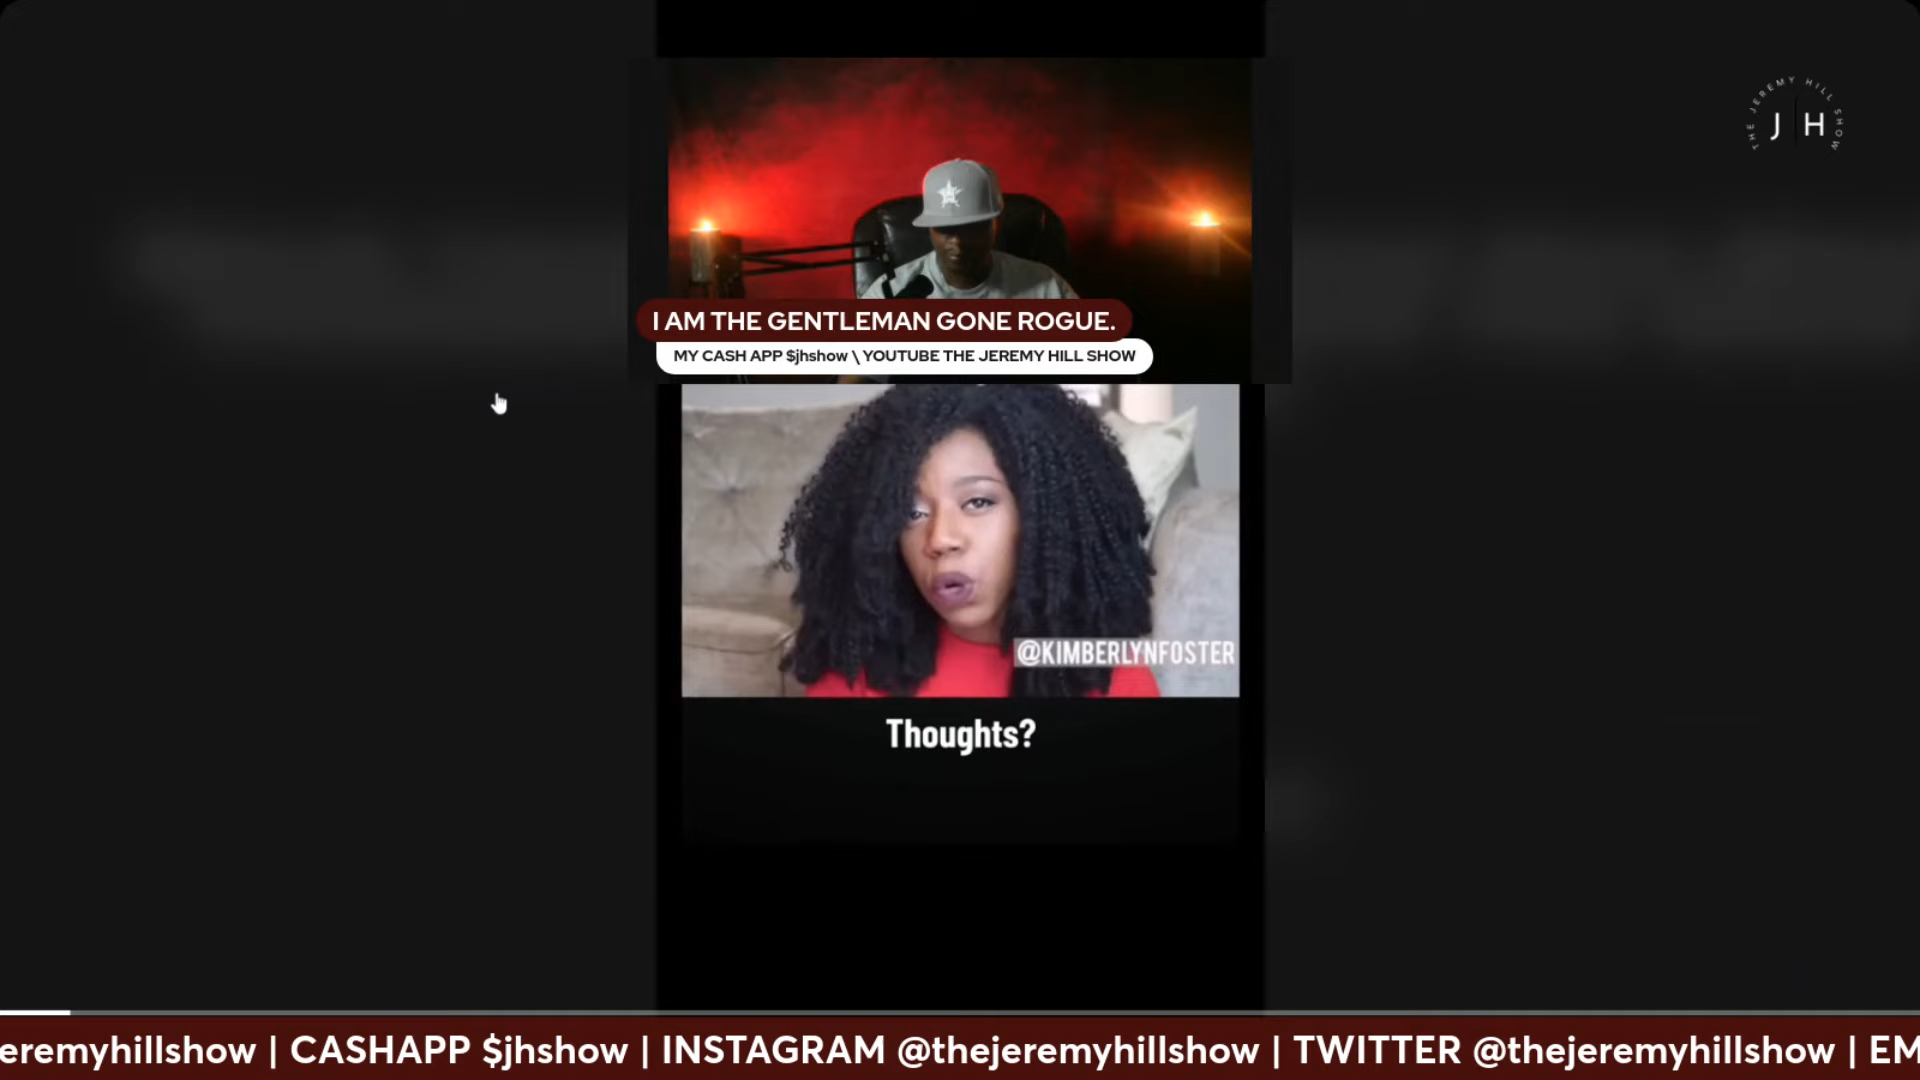 THE JEREMY HILL SHOW
J H
I AM THE GENTLEMAN GONE ROGUE.
MY CASH APP $jhshow \ YOUTUBE THE JEREMY HILL SHOW
@KIMBERLYNFOSTER
Thoughts?
eremyhillshow | CASHAPP $jhshow | INSTAGRAM @thejeremyhillshow | TWITTER @thejeremyhillshow | EM